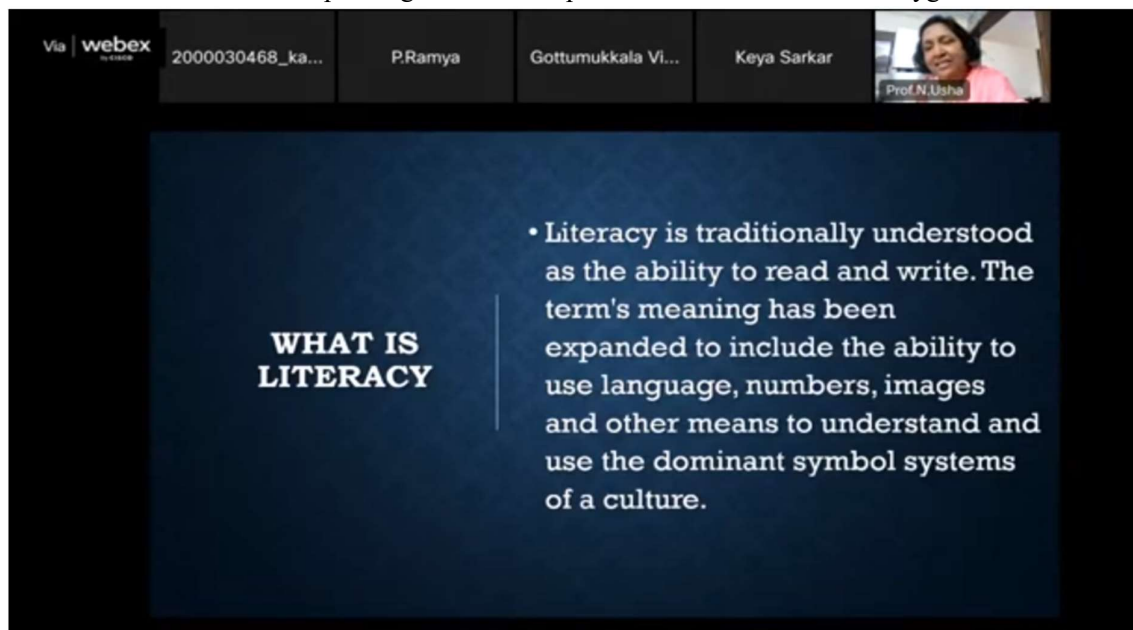 Via webex
by CISCO
2000030468_ka...
P.Ramya
Gottumukkala Vi...
Keya Sarkar
Prof.N.Usha
WHAT IS
LITERACY
• Literacy is traditionally understood
as the ability to read and write. The
term's meaning has been
expanded to include the ability to
use language, numbers, images
and other means to understand and
use the dominant symbol systems
of a culture.